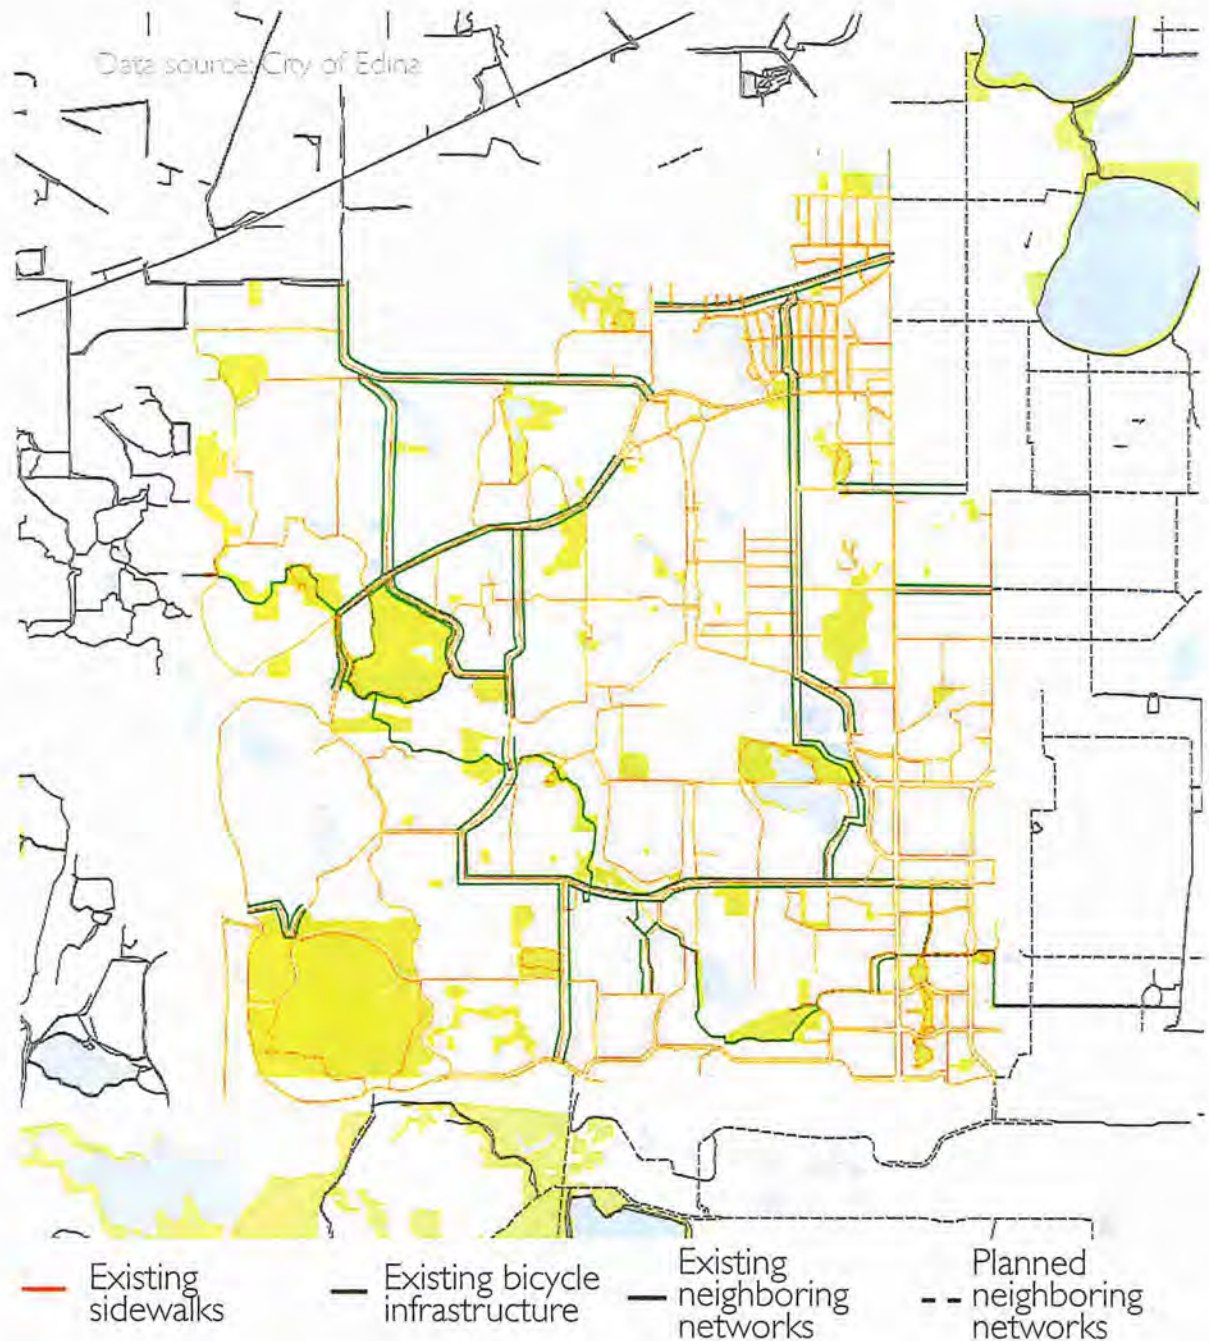 Data source: City of Edina
Existing
sidewalks
Existing bicycle
infrastructure
Existing
neighboring
networks
Planned
neighboring
networks